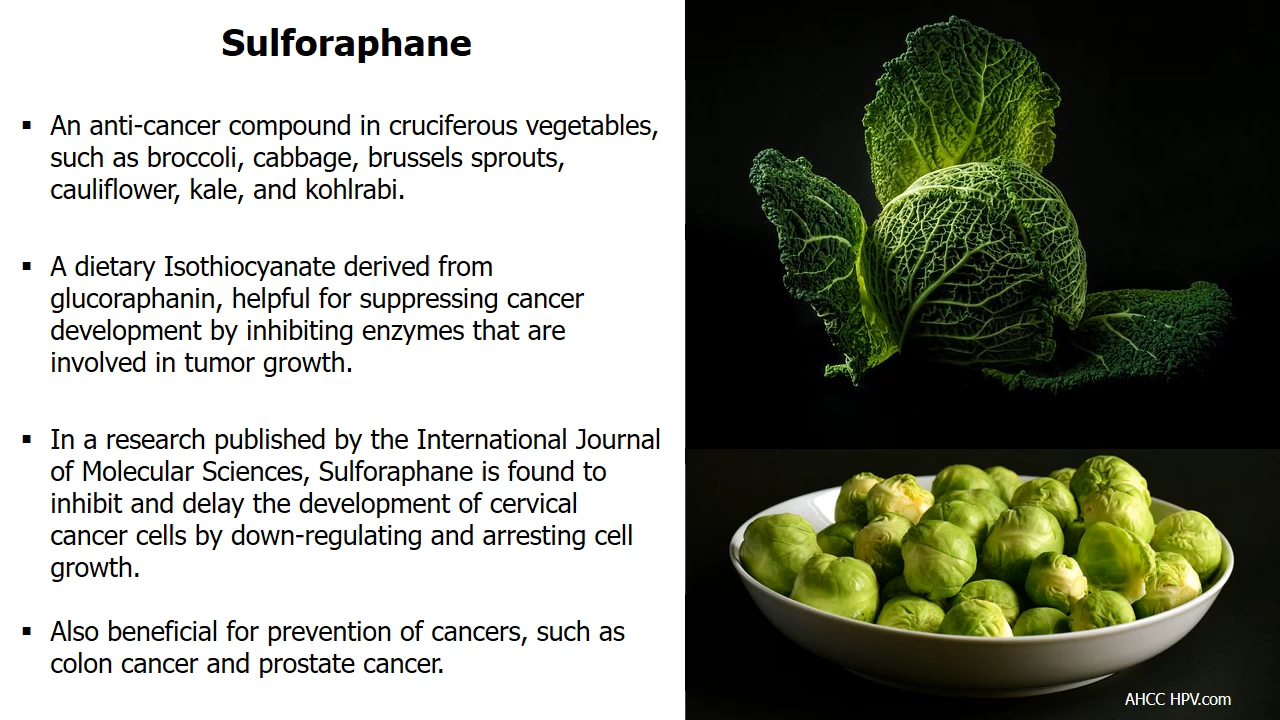 Sulforaphane
▪ An anti-cancer compound in cruciferous vegetables,
such as broccoli, cabbage, brussels sprouts,
cauliflower, kale, and kohlrabi.
▪ A dietary Isothiocyanate derived from
glucoraphanin, helpful for suppressing cancer
development by inhibiting enzymes that are
involved in tumor growth.
▪ In a research published by the International Journal
of Molecular Sciences, Sulforaphane is found to
inhibit and delay the development of cervical
cancer cells by down-regulating and arresting cell
growth.
▪ Also beneficial for prevention of cancers, such as
colon cancer and prostate cancer.
AHCC HPV.com